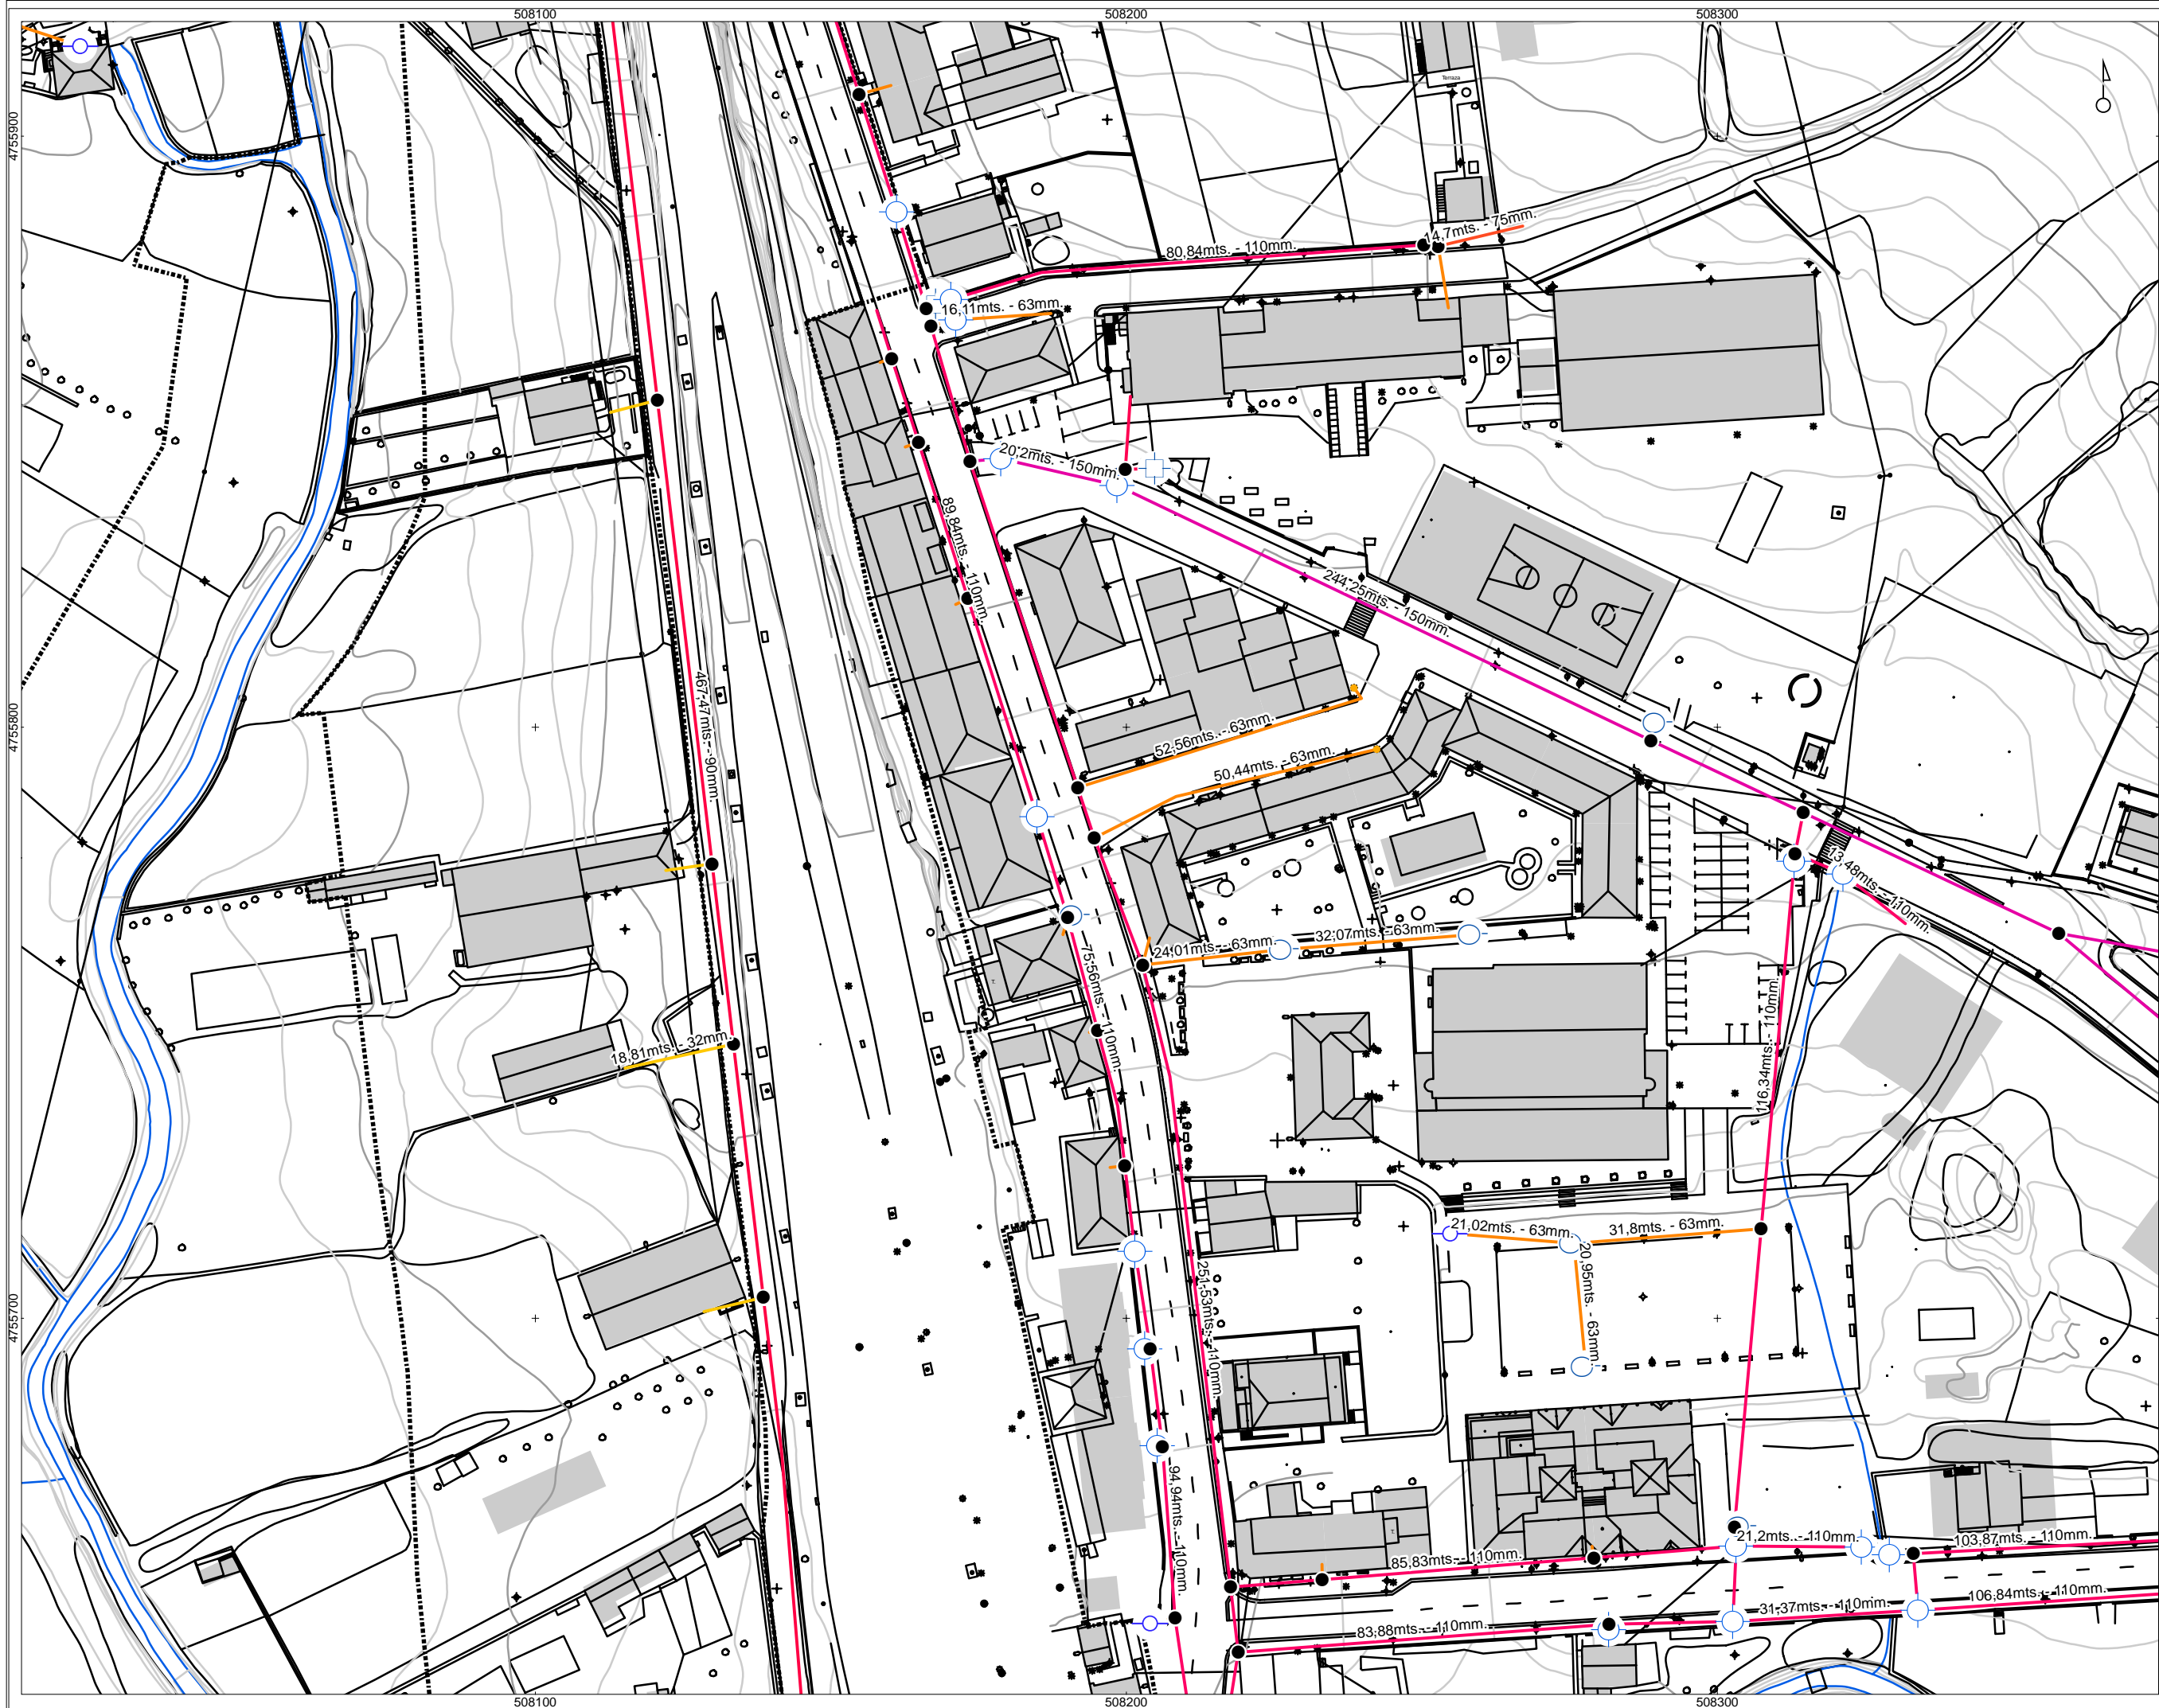 508100
508200
508300
4755900
4755800
4755700
Terraza
14,7mts. - 75mm.
80,84mts. - 110mm.
16,11mts. - 63mm.
20,2mts. - 150mm.
89,84mts. - 110mm.
244,25mts. - 150mm.
467,47mts. - 90mm.
52,56mts. - 63mm.
50,44mts. - 63mm.
13,48mts. - 110mm.
24,01mts. - 63mm.
32,07mts. - 63mm.
75,56mts. - 110mm.
18,81mts. - 32mm.
116,34mts. - 110mm.
21,02mts. - 63mm.
31,8mts. - 63mm.
20,95mts. - 63mm.
251,53mts. - 110mm.
94,94mts. - 110mm.
85,83mts. - 110mm.
21,2mts. - 110mm.
103,87mts. - 110mm.
83,88mts. - 110mm.
31,37mts. - 110mm.
106,84mts. - 110mm.
508100
508200
508300